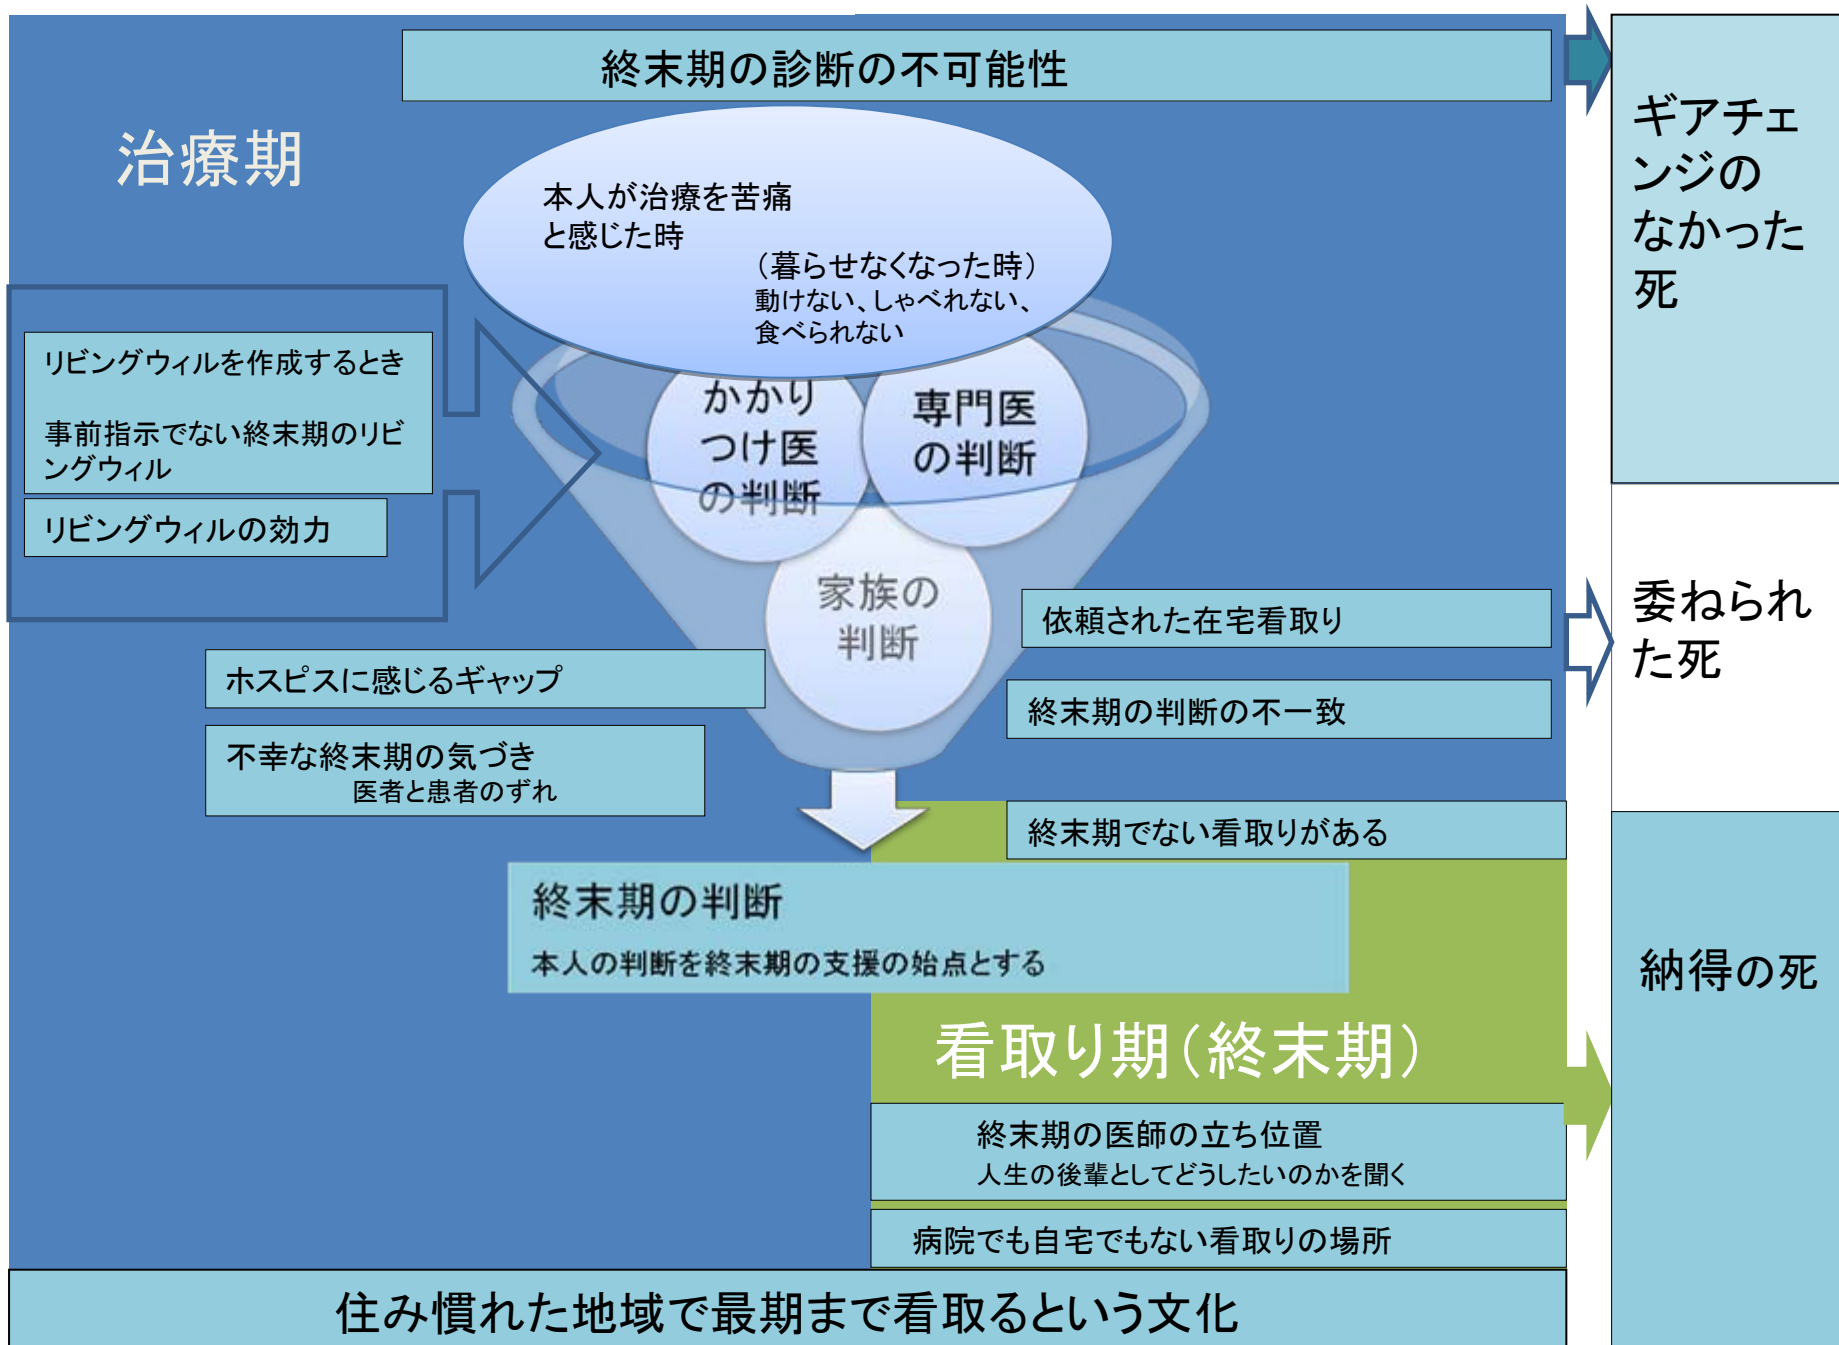 終末期の診断の不可能性
治療期
本人が治療を苦痛
と感じた時
（暮らせなくなった時）
動けない、しゃべれない、
食べられない
リビングウィルを作成するとき
事前指示でない終末期のリビ
ングウィル
リビングウィルの効力
かかり
つけ医
の判断
専門医
の判断
家族の
判断
ホスピスに感じるギャップ
不幸な終末期の気づき
医者と患者のずれ
依頼された在宅看取り
終末期の判断の不一致
終末期でない看取りがある
終末期の判断
本人の判断を終末期の支援の始点とする
看取り期（終末期）
終末期の医師の立ち位置
人生の後輩としてどうしたいのかを聞く
病院でも自宅でもない看取りの場所
住み慣れた地域で最期まで看取るという文化
ギアチェ
ンジの
なかった
死
委ねられ
た死
納得の死